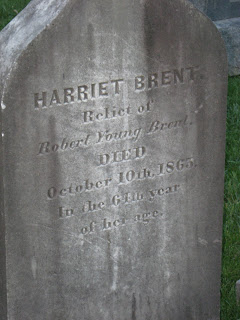 HARRIET BRENT.
Relict of
Robert Young Brent,
DIED
October 10th, 1865,
In the 64th year
of her age.